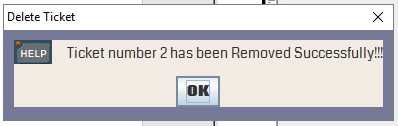 Delete Ticket
HELP Ticket number 2 has been Removed Successfully!!!
OK